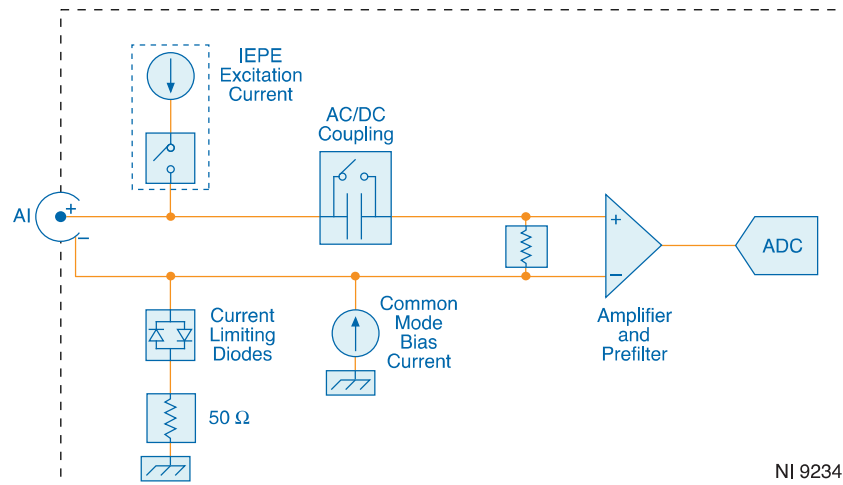 IEPE
Excitation
Current
AC/DC
Coupling
AI
+
−
+
−
ADC
Current
Limiting
Diodes
Common
Mode
Bias
Current
Amplifier
and
Prefilter
50 Ω
NI 9234